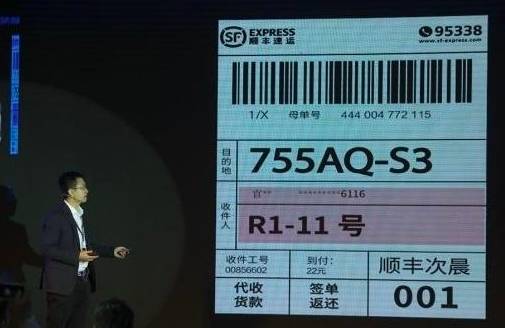 SF EXPRESS
顺丰速运
95338
www.sf-express.com
1/X 母单号 444 004 772 115
目的地
755AQ-S3
收件人
官** *********6116
R1-11 号
收件工号
00856602
到付:
22元
顺丰次晨
代收
货款
签单
返还
001